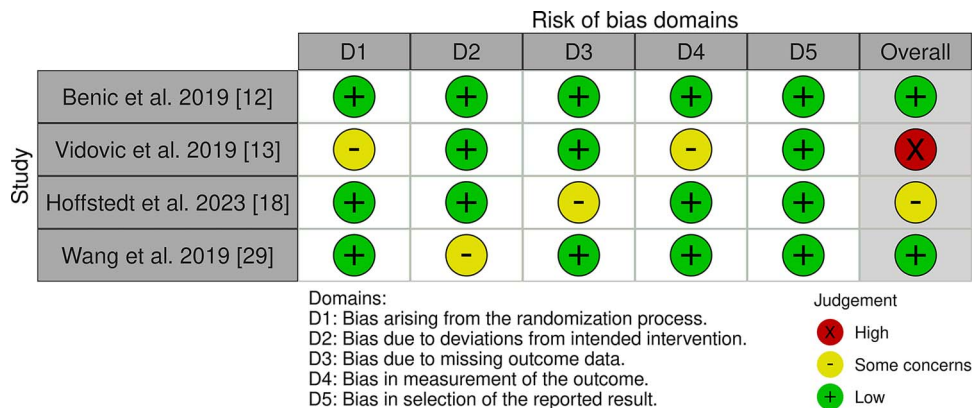 Risk of bias domains
D1 D2 D3 D4 D5 Overall
Study
Benic et al. 2019 [12] + + + + + +
Vidovic et al. 2019 [13] - + + - + X
Hoffstedt et al. 2023 [18] + + - + + -
Wang et al. 2019 [29] + - + + + +
Domains:
D1: Bias arising from the randomization process.
D2: Bias due to deviations from intended intervention.
D3: Bias due to missing outcome data.
D4: Bias in measurement of the outcome.
D5: Bias in selection of the reported result.
Judgement
X High
- Some concerns
+ Low